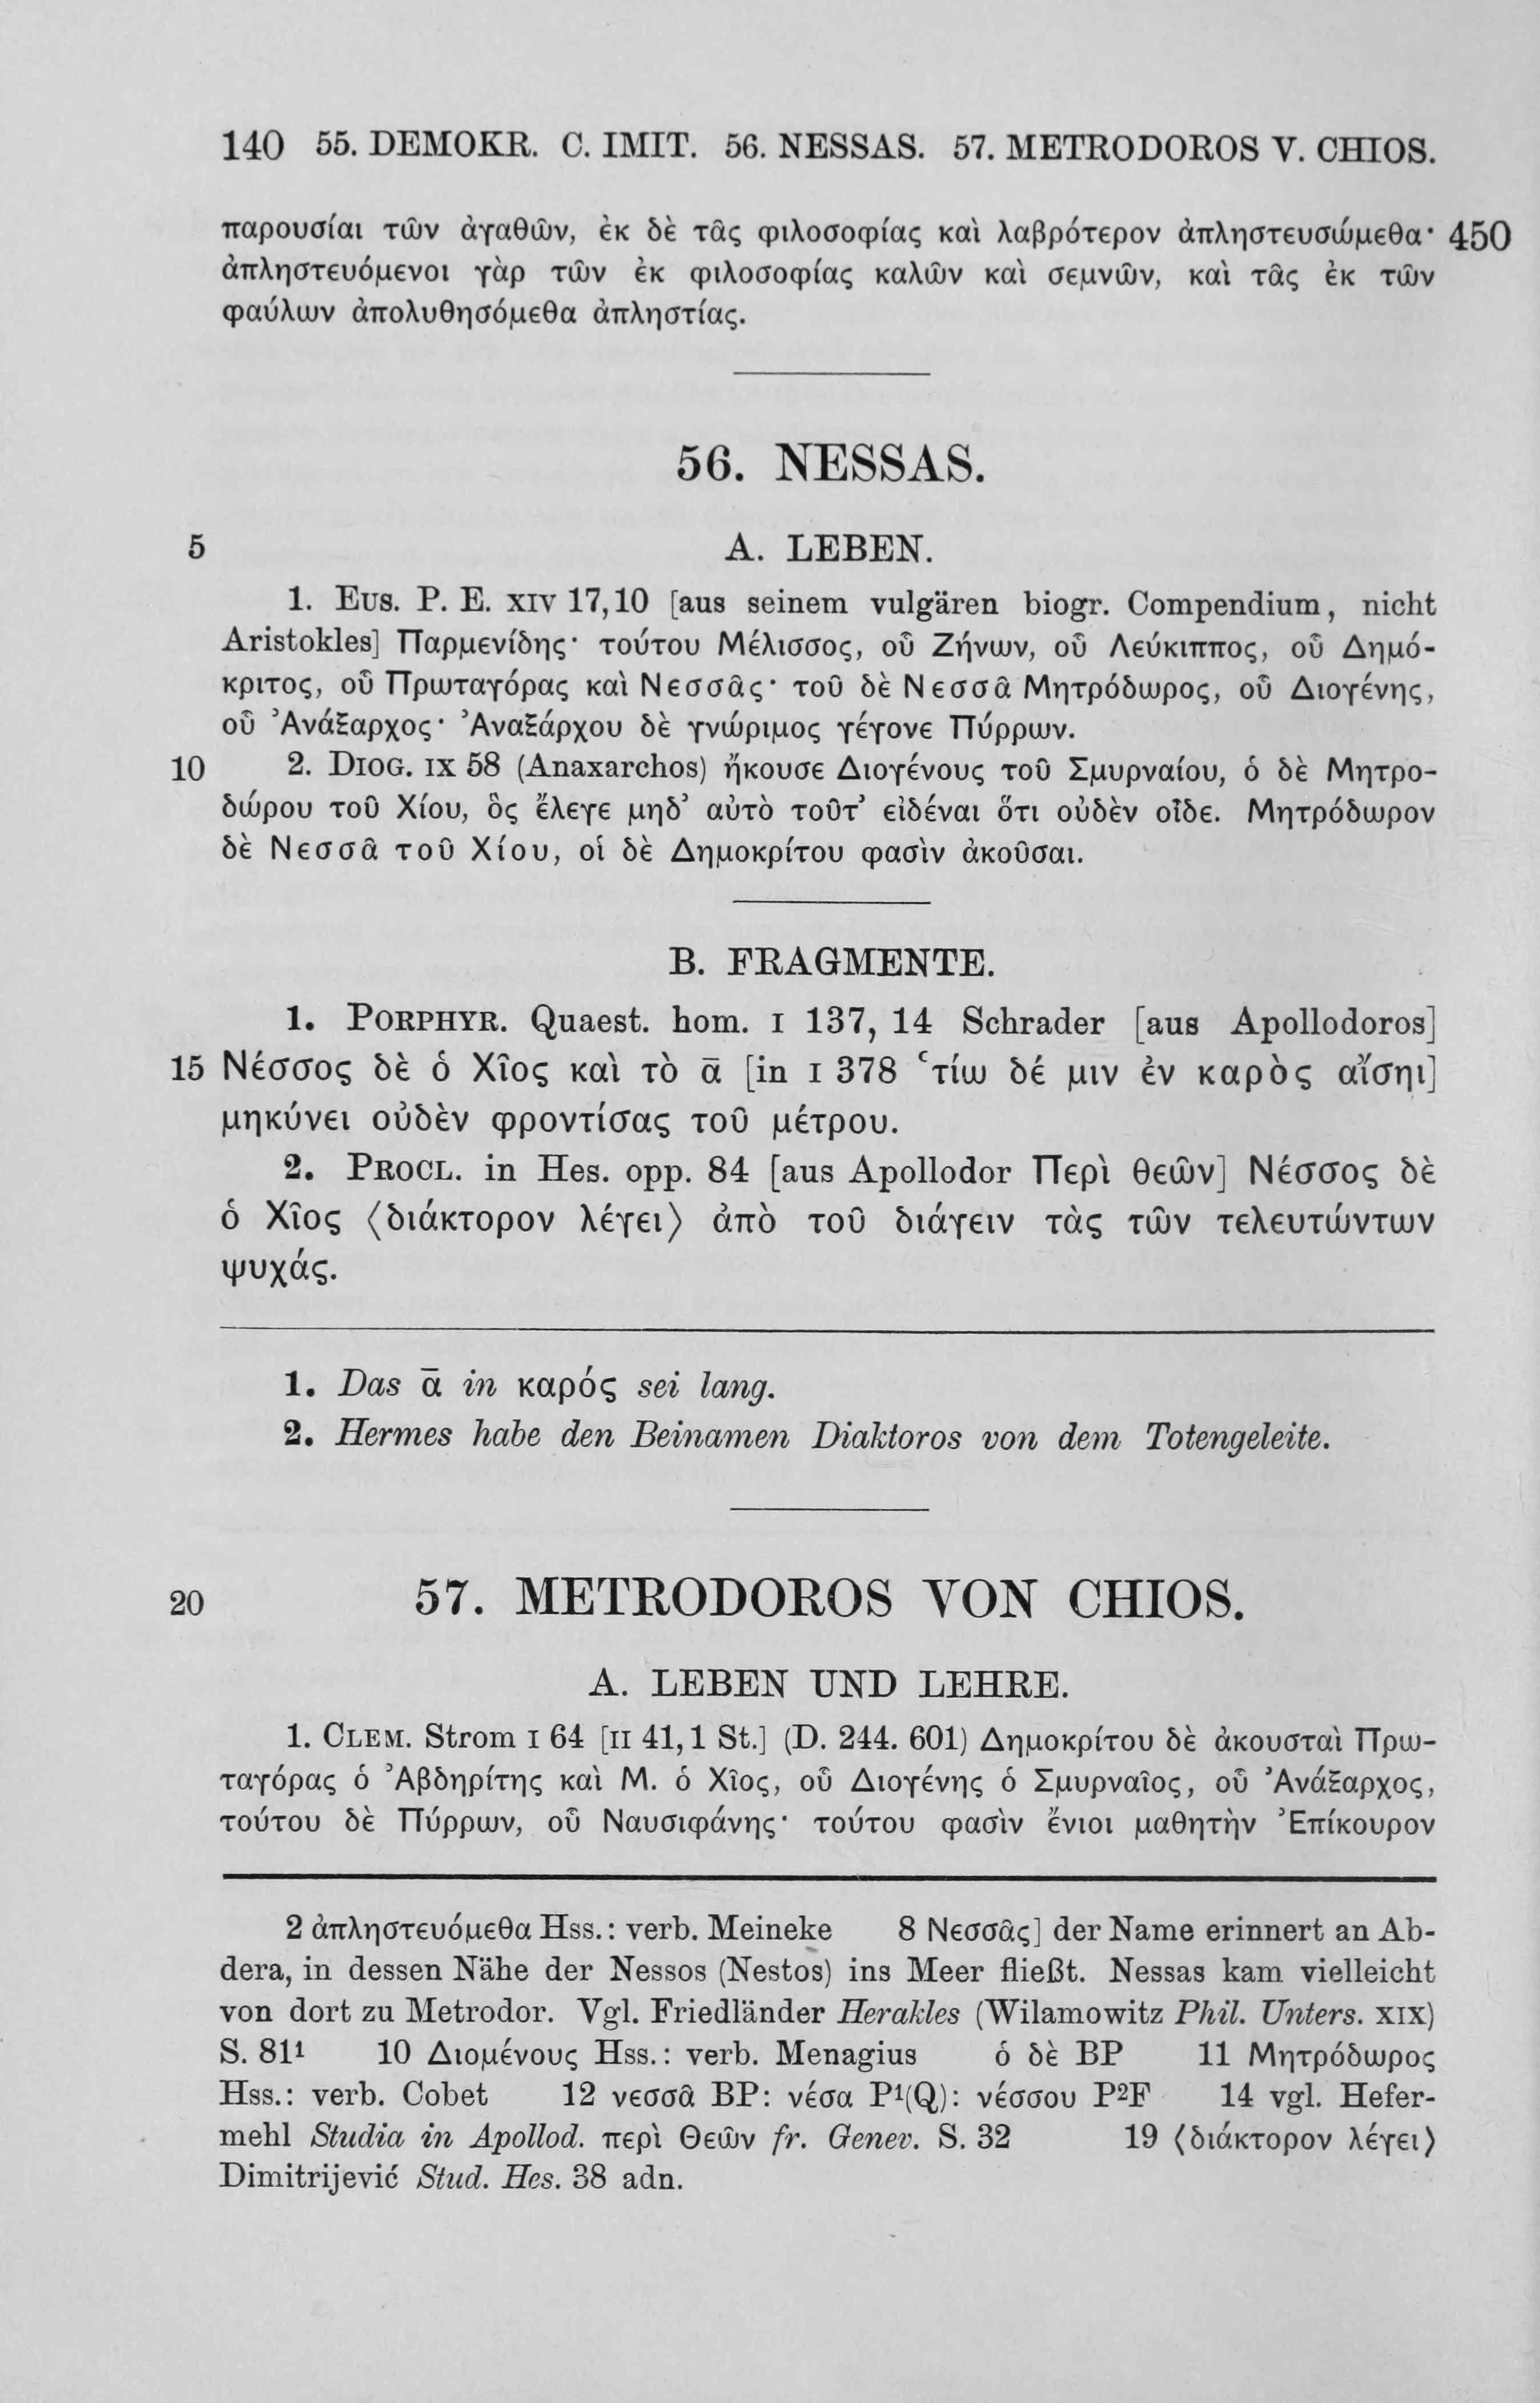 140 55. DEMOKR. C. IMIT. 56. NESSAS. 57. METRODOROS V. CHIOS.
παρουσίαι τῶν ἀγαθῶν, ἐκ δὲ τᾶς φιλοσοφίας καὶ λαβρότερον ἀπληστευσώμεθα· 450
ἀπληστευόμενοι γὰρ τῶν ἐκ φιλοσοφίας καλῶν καὶ σεμνῶν, καὶ τᾶς ἐκ τῶν
φαύλων ἀπολυθησόμεθα ἀπληστίας.
56. NESSAS.
5 A. LEBEN.
1. EUS. P. E. XIV 17,10 [aus seinem vulgären biogr. Compendium, nicht
Aristokles] Παρμενίδης· τούτου Μέλισσος, οὗ Ζήνων, οὗ Λεύκιππος, οὗ Δημό-
κριτος, οὗ Πρωταγόρας καὶ Νεσσᾶς· τοῦ δὲ Νεσσᾶ Μητρόδωρος, οὗ Διογένης,
οὗ Ἀνάξαρχος· Ἀναξάρχου δὲ γνώριμος γέγονε Πύρρων.
10 2. DIOG. IX 58 (Anaxarchos) ἤκουσε Διογένους τοῦ Σμυρναίου, ὁ δὲ Μητρο-
δώρου τοῦ Χίου, ὃς ἔλεγε μηδ' αὐτὸ τοῦτ' εἰδέναι ὅτι οὐδὲν οἶδε. Μητρόδωρον
δὲ Νεσσᾶ τοῦ Χίου, οἱ δὲ Δημοκρίτου φασὶν ἀκοῦσαι.
B. FRAGMENTE.
1. PORPHYR. Quaest. hom. I 137, 14 Schrader [aus Apollodoros]
15 Νέσσος δὲ ὁ Χῖος καὶ τὸ ᾱ [in I 378 ‘τίω δέ μιν ἐν καρὸς αἴσηι]
μηκύνει οὐδὲν φροντίσας τοῦ μέτρου.
2. PROCL. in Hes. opp. 84 [aus Apollodor Περὶ θεῶν] Νέσσος δὲ
ὁ Χῖος ⟨διάκτορον λέγει⟩ ἀπὸ τοῦ διάγειν τὰς τῶν τελευτώντων
ψυχάς.
1. Das ᾱ in καρός sei lang.
2. Hermes habe den Beinamen Diaktoros von dem Totengeleite.
20 57. METRODOROS VON CHIOS.
A. LEBEN UND LEHRE.
1. CLEM. Strom I 64 [II 41,1 St.] (D. 244. 601) Δημοκρίτου δὲ ἀκουσταὶ Πρω-
ταγόρας ὁ Ἀβδηρίτης καὶ Μ. ὁ Χῖος, οὗ Διογένης ὁ Σμυρναῖος, οὗ Ἀνάξαρχος,
τούτου δὲ Πύρρων, οὗ Ναυσιφάνης· τούτου φασὶν ἔνιοι μαθητὴν Ἐπίκουρον
2 ἀπληστευόμεθα Hss.: verb. Meineke 8 Νεσσᾶς] der Name erinnert an Ab-
dera, in dessen Nähe der Nessos (Nestos) ins Meer fließt. Nessas kam vielleicht
von dort zu Metrodor. Vgl. Friedländer Herakles (Wilamowitz Phil. Unters. XIX)
S. 81¹ 10 Διομένους Hss.: verb. Menagius ὁ δὲ BP 11 Μητρόδωρος
Hss.: verb. Cobet 12 νεσσᾶ BP: νέσα P¹(Q): νέσσου P²F 14 vgl. Hefer-
mehl Studia in Apollod. περὶ Θεῶν fr. Genev. S. 32 19 ⟨διάκτορον λέγει⟩
Dimitrijević Stud. Hes. 38 adn.